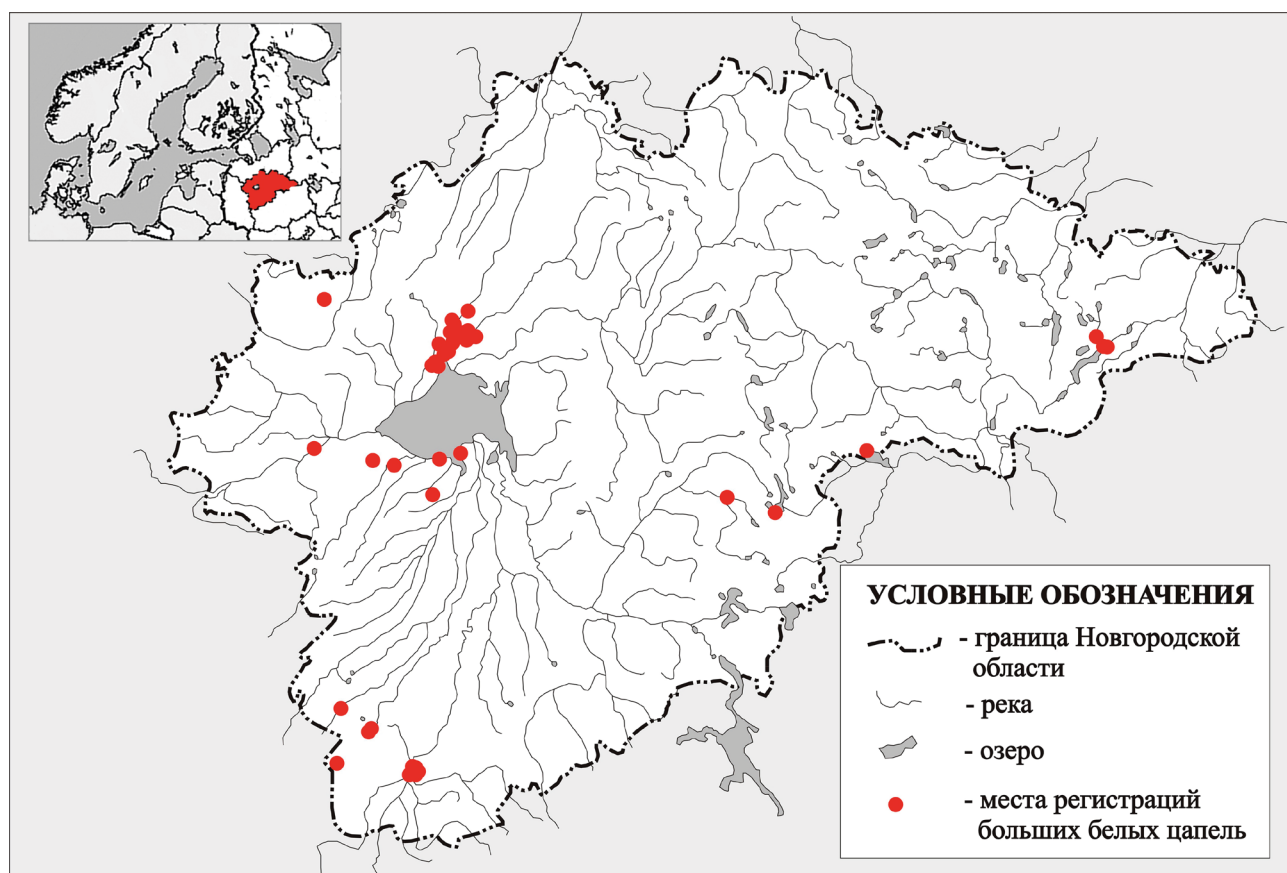 УСЛОВНЫЕ ОБОЗНАЧЕНИЯ
- граница Новгородской
области
- река
- озеро
- места регистраций
больших белых цапель